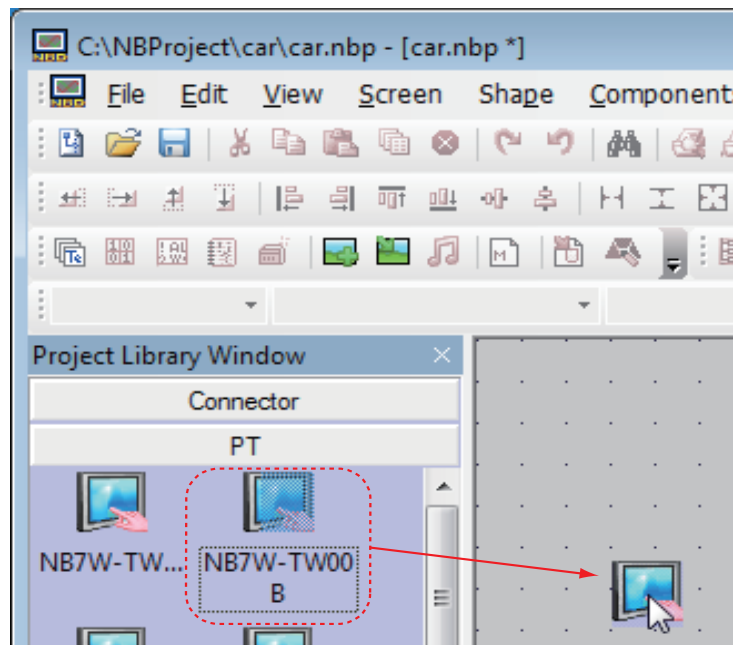 C:\NBProject\car\car.nbp - [car.nbp *]
File Edit View Screen Shape Component
Project Library Window
Connector
PT
NB7W-TW... NB7W-TW00
B